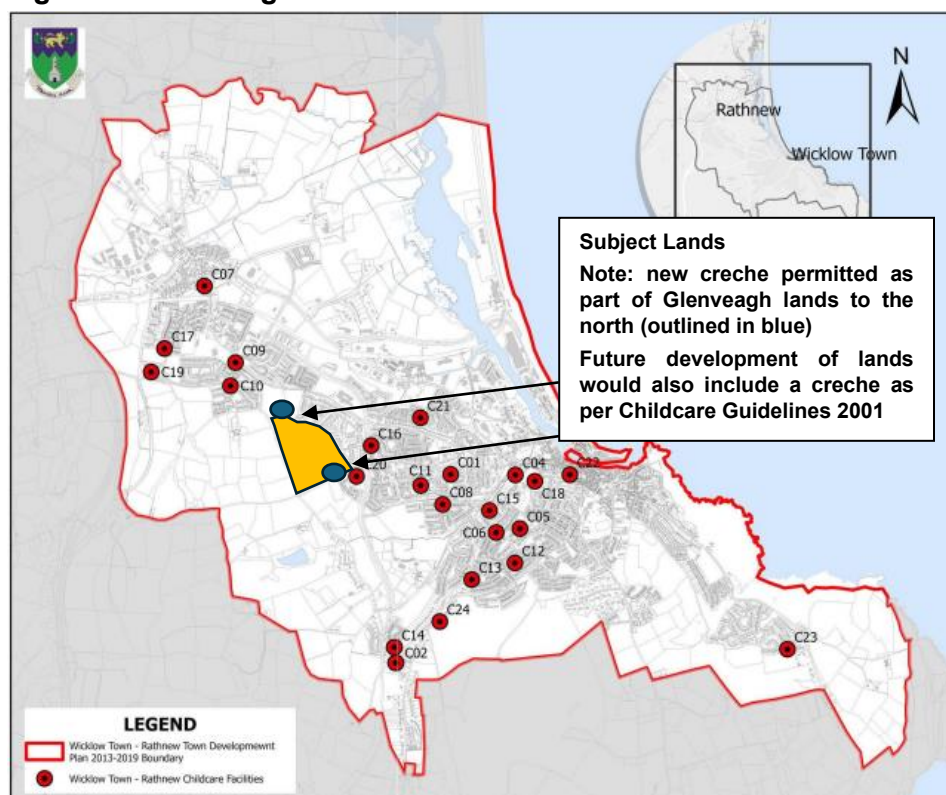 N
Rathnew
Wicklow Town
Subject Lands
Note: new creche permitted as
part of Glenveagh lands to the
north (outlined in blue)
Future development of lands
would also include a creche as
per Childcare Guidelines 2001
C07
C17
C09
C19
C10
C21
C16
C20
C11
C01
C04
C22
C18
C08
C15
C06
C05
C12
C13
C24
C14
C02
C23
LEGEND
Wicklow Town - Rathnew Town Developmewnt
Plan 2013-2019 Boundary
Wicklow Town - Rathnew Childcare Facilities